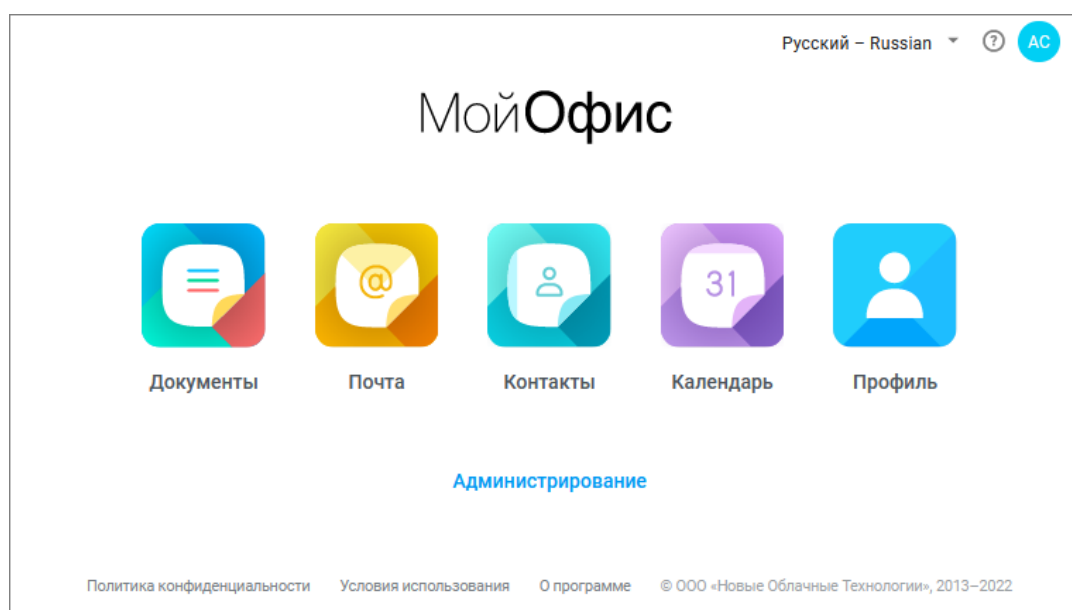 Русский – Russian
?
АС
МойОфис
@
31
Документы
Почта
Контакты
Календарь
Профиль
Администрирование
Политика конфиденциальности
Условия использования
О программе
© ООО «Новые Облачные Технологии», 2013–2022